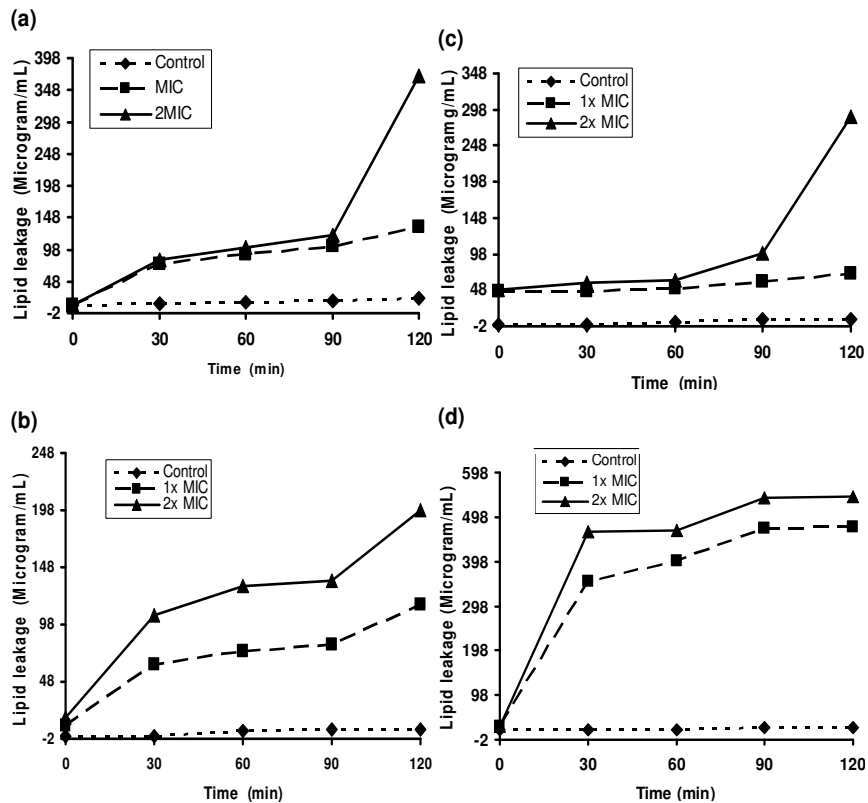 (a)
Lipid leakage (Microgram/mL)
398
348
298
248
198
148
98
48
-2
Control
MIC
2MIC
0 30 60 90 120
Time (min)
(c)
Lipid leakage (Microgramg/mL)
348
298
248
198
148
98
48
-2
Control
1x MIC
2x MIC
0 30 60 90 120
Time (min)
(b)
Lipid leakage (Microgram/mL)
248
198
148
98
48
-2
Control
1x MIC
2x MIC
0 30 60 90 120
Time (min)
(d)
Lipid leakage (Microgram/mL)
598
498
398
298
198
98
-2
Control
1x MIC
2x MIC
0 30 60 90 120
Time (min)